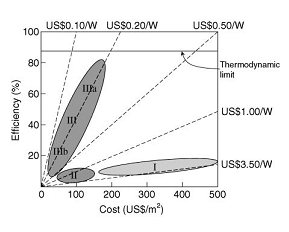 US$0.10/W US$0.20/W US$0.50/W
100
80
60
40
20
Efficiency (%)
Thermodynamic
limit
IIIa
III
IIIb
II
I
US$1.00/W
US$3.50/W
0 100 200 300 400 500
Cost (US$/m²)